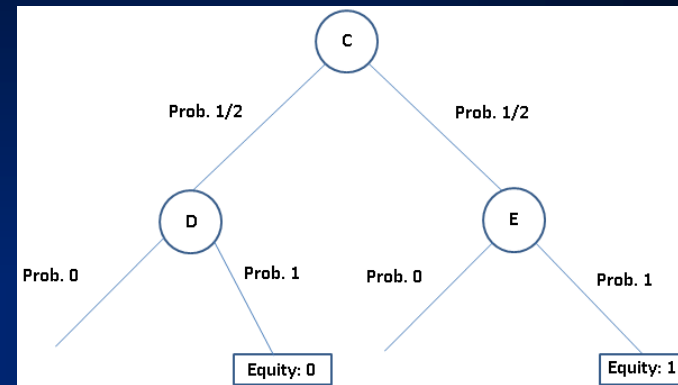 C
Prob. 1/2
Prob. 1/2
D
E
Prob. 0
Prob. 1
Prob. 0
Prob. 1
Equity: 0
Equity: 1